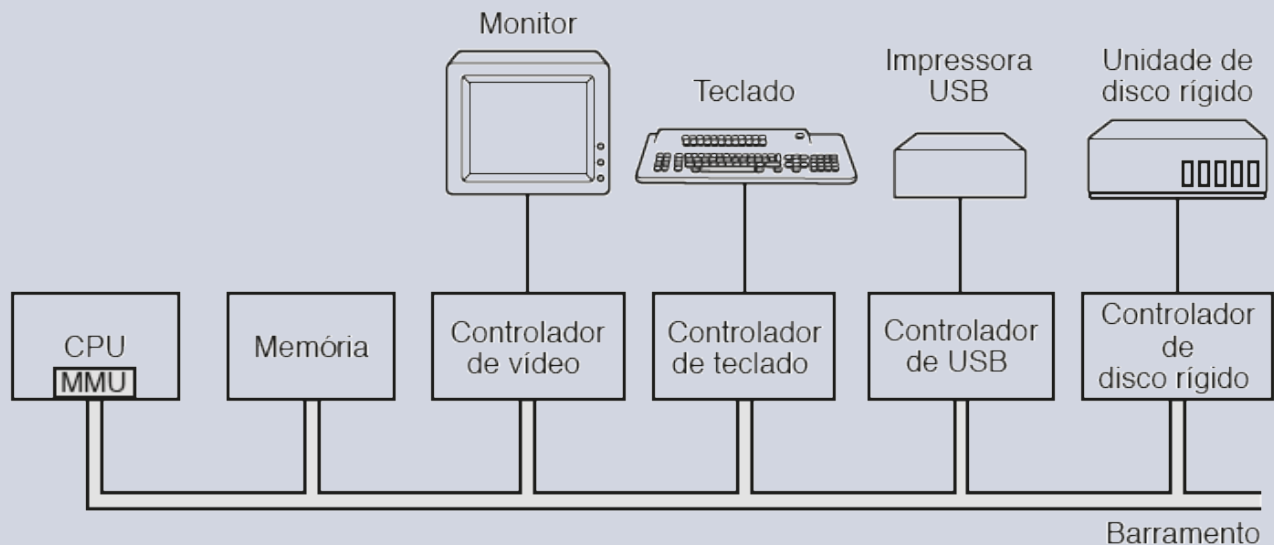 Monitor
Teclado
Impressora
USB
Unidade de
disco rígido
CPU
MMU
Memória
Controlador
de vídeo
Controlador
de teclado
Controlador
de USB
Controlador
de
disco rígido
Barramento